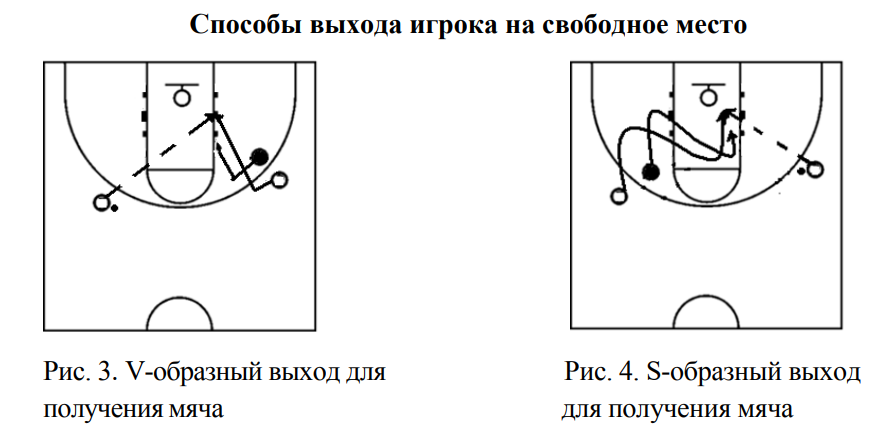 Способы выхода игрока на свободное место
Рис. 3. V-образный выход для
получения мяча
Рис. 4. S-образный выход
для получения мяча